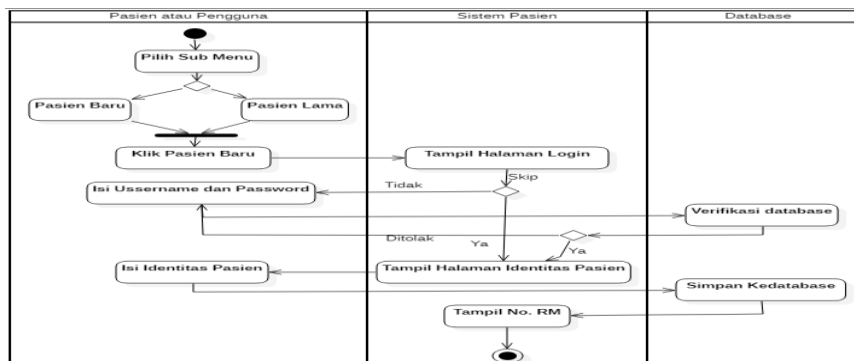 Pasien atau Pengguna
Sistem Pasien
Database
Pilih Sub Menu
Pasien Baru
Pasien Lama
Klik Pasien Baru
Tampil Halaman Login
Skip
Tidak
Isi Ussername dan Password
Verifikasi database
Ditolak
Ya
Ya
Isi Identitas Pasien
Tampil Halaman Identitas Pasien
Simpan Kedatabase
Tampil No. RM